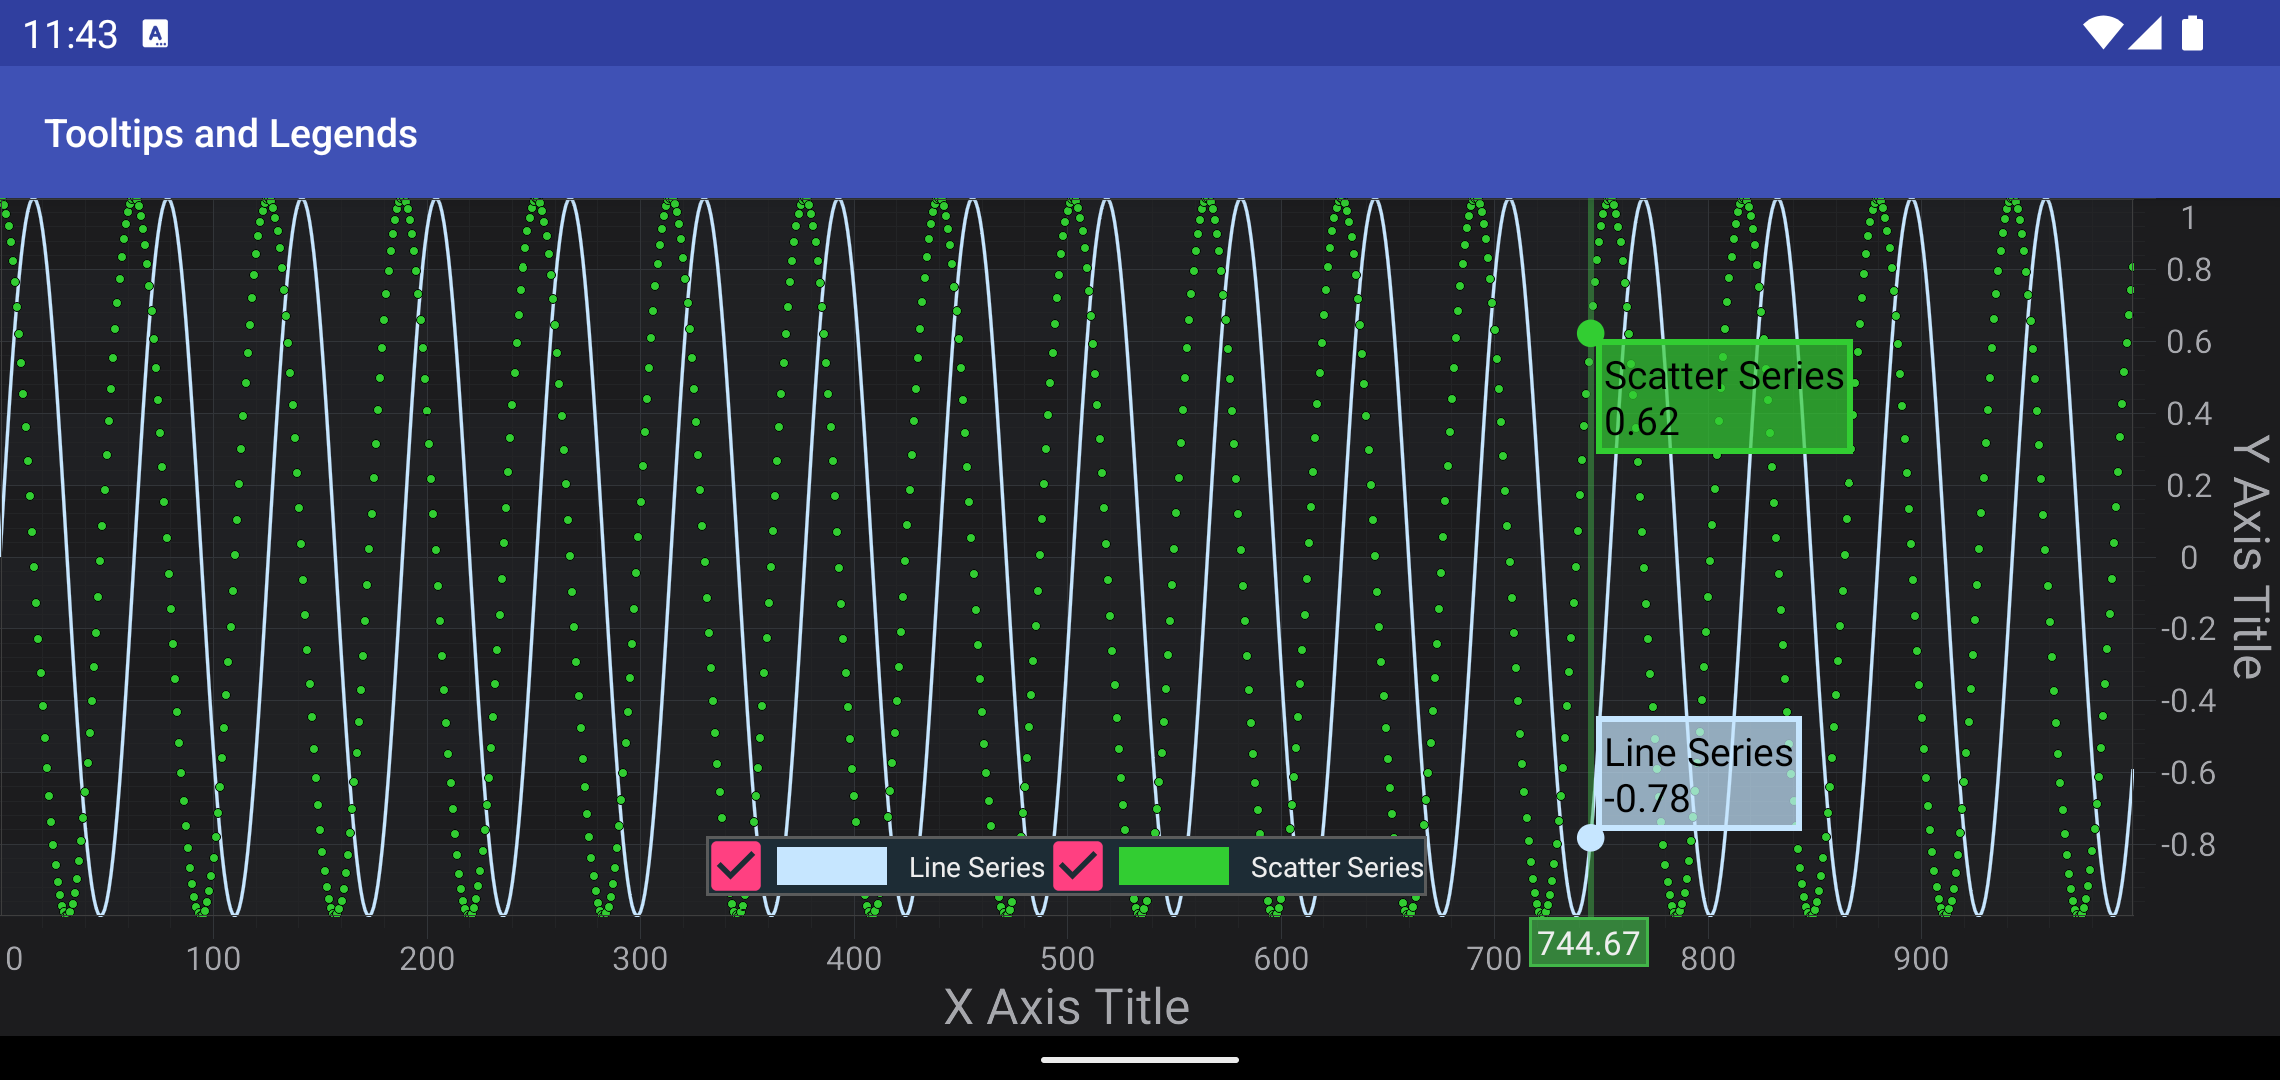 11:43
Tooltips and Legends
1
0.8
0.6
0.4
0.2
0
-0.2
-0.4
-0.6
-0.8
Y Axis Title
Scatter Series
0.62
Line Series
-0.78
Line Series
Scatter Series
0 100 200 300 400 500 600 700 744.67 800 900
X Axis Title